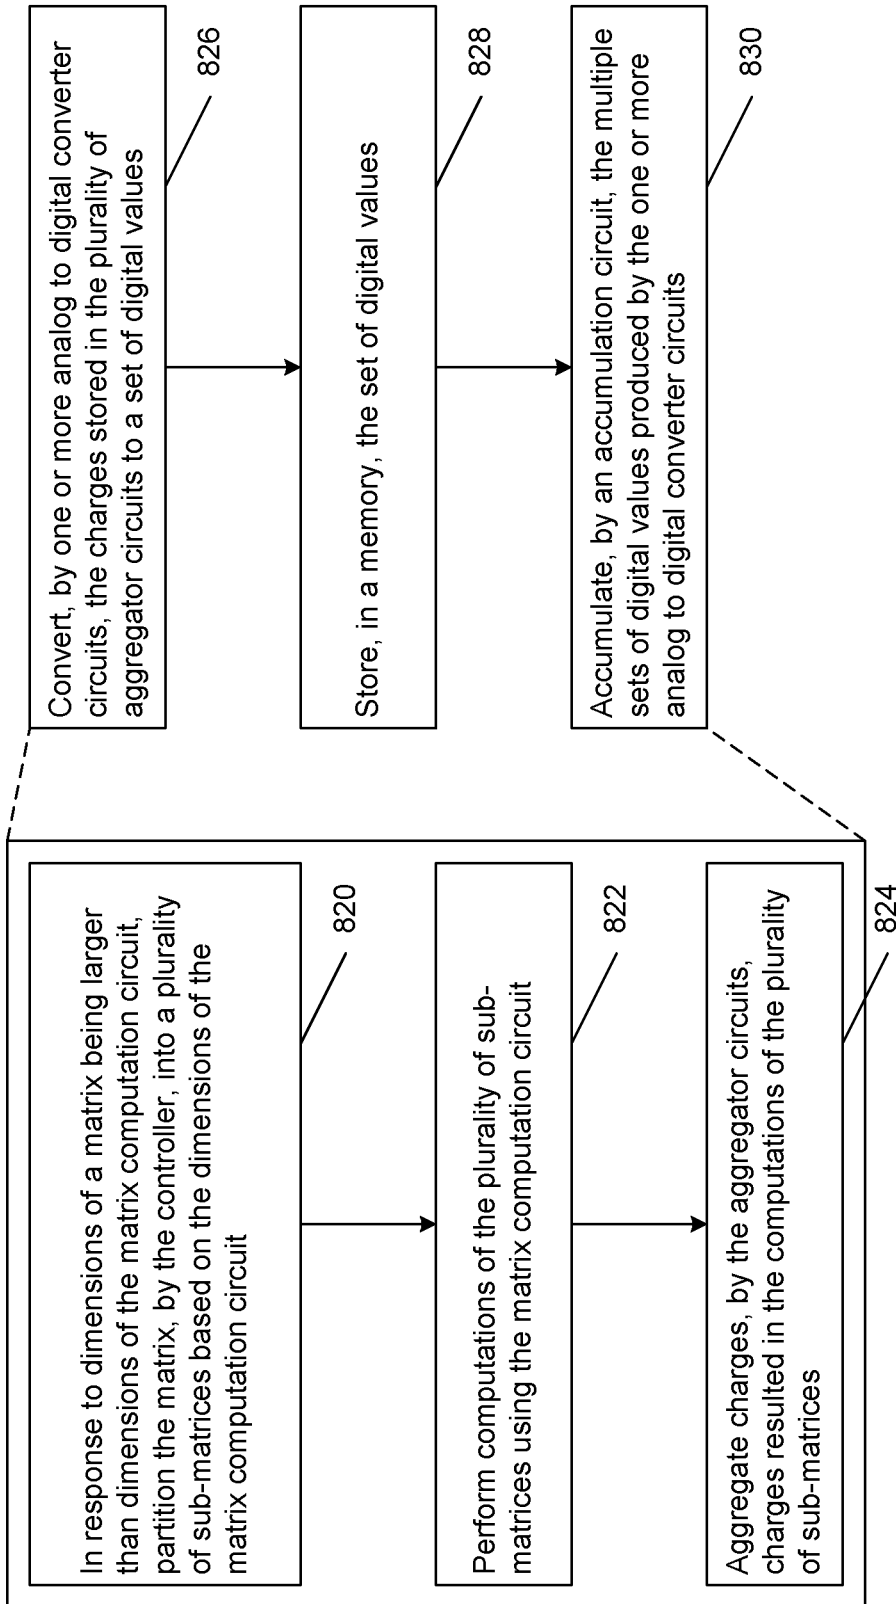 In response to dimensions of a matrix being larger
than dimensions of the matrix computation circuit,
partition the matrix, by the controller, into a plurality
of sub-matrices based on the dimensions of the
matrix computation circuit
820
Perform computations of the plurality of sub-
matrices using the matrix computation circuit
822
Aggregate charges, by the aggregator circuits,
charges resulted in the computations of the plurality
of sub-matrices
824
Convert, by one or more analog to digital converter
circuits, the charges stored in the plurality of
aggregator circuits to a set of digital values
826
Store, in a memory, the set of digital values
828
Accumulate, by an accumulation circuit, the multiple
sets of digital values produced by the one or more
analog to digital converter circuits
830